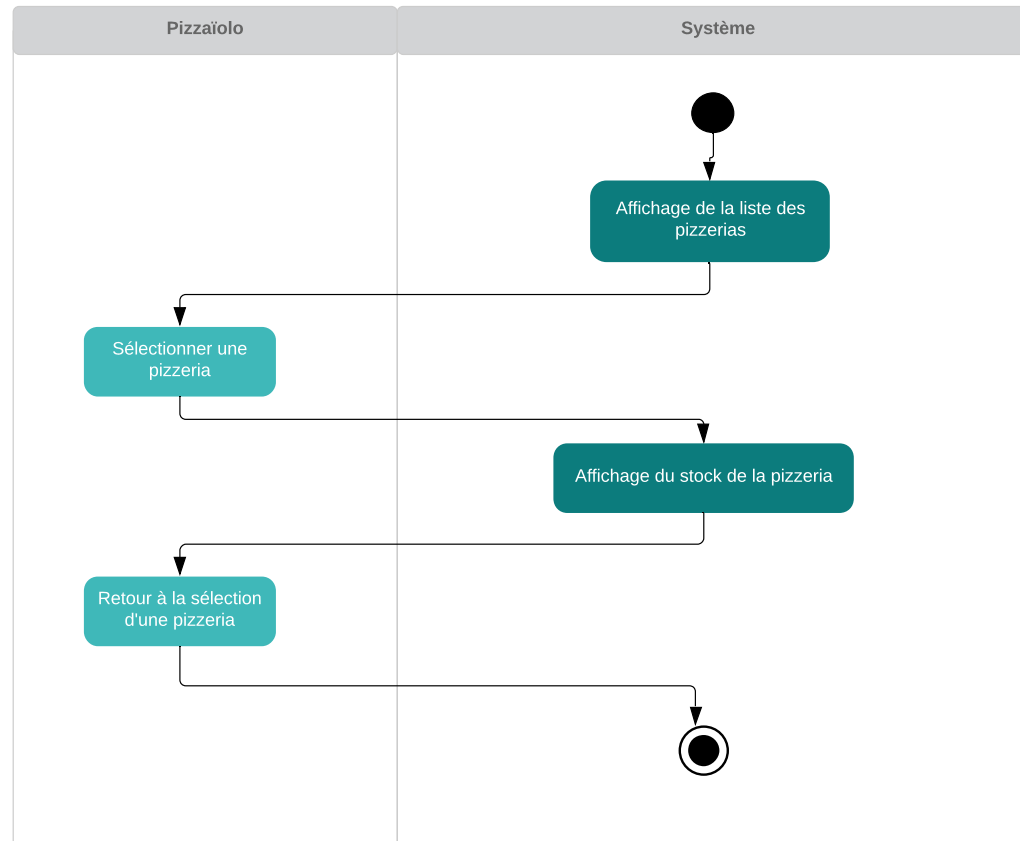 Pizzaïolo
Système
Affichage de la liste des
pizzerias
Sélectionner une
pizzeria
Affichage du stock de la pizzeria
Retour à la sélection
d'une pizzeria